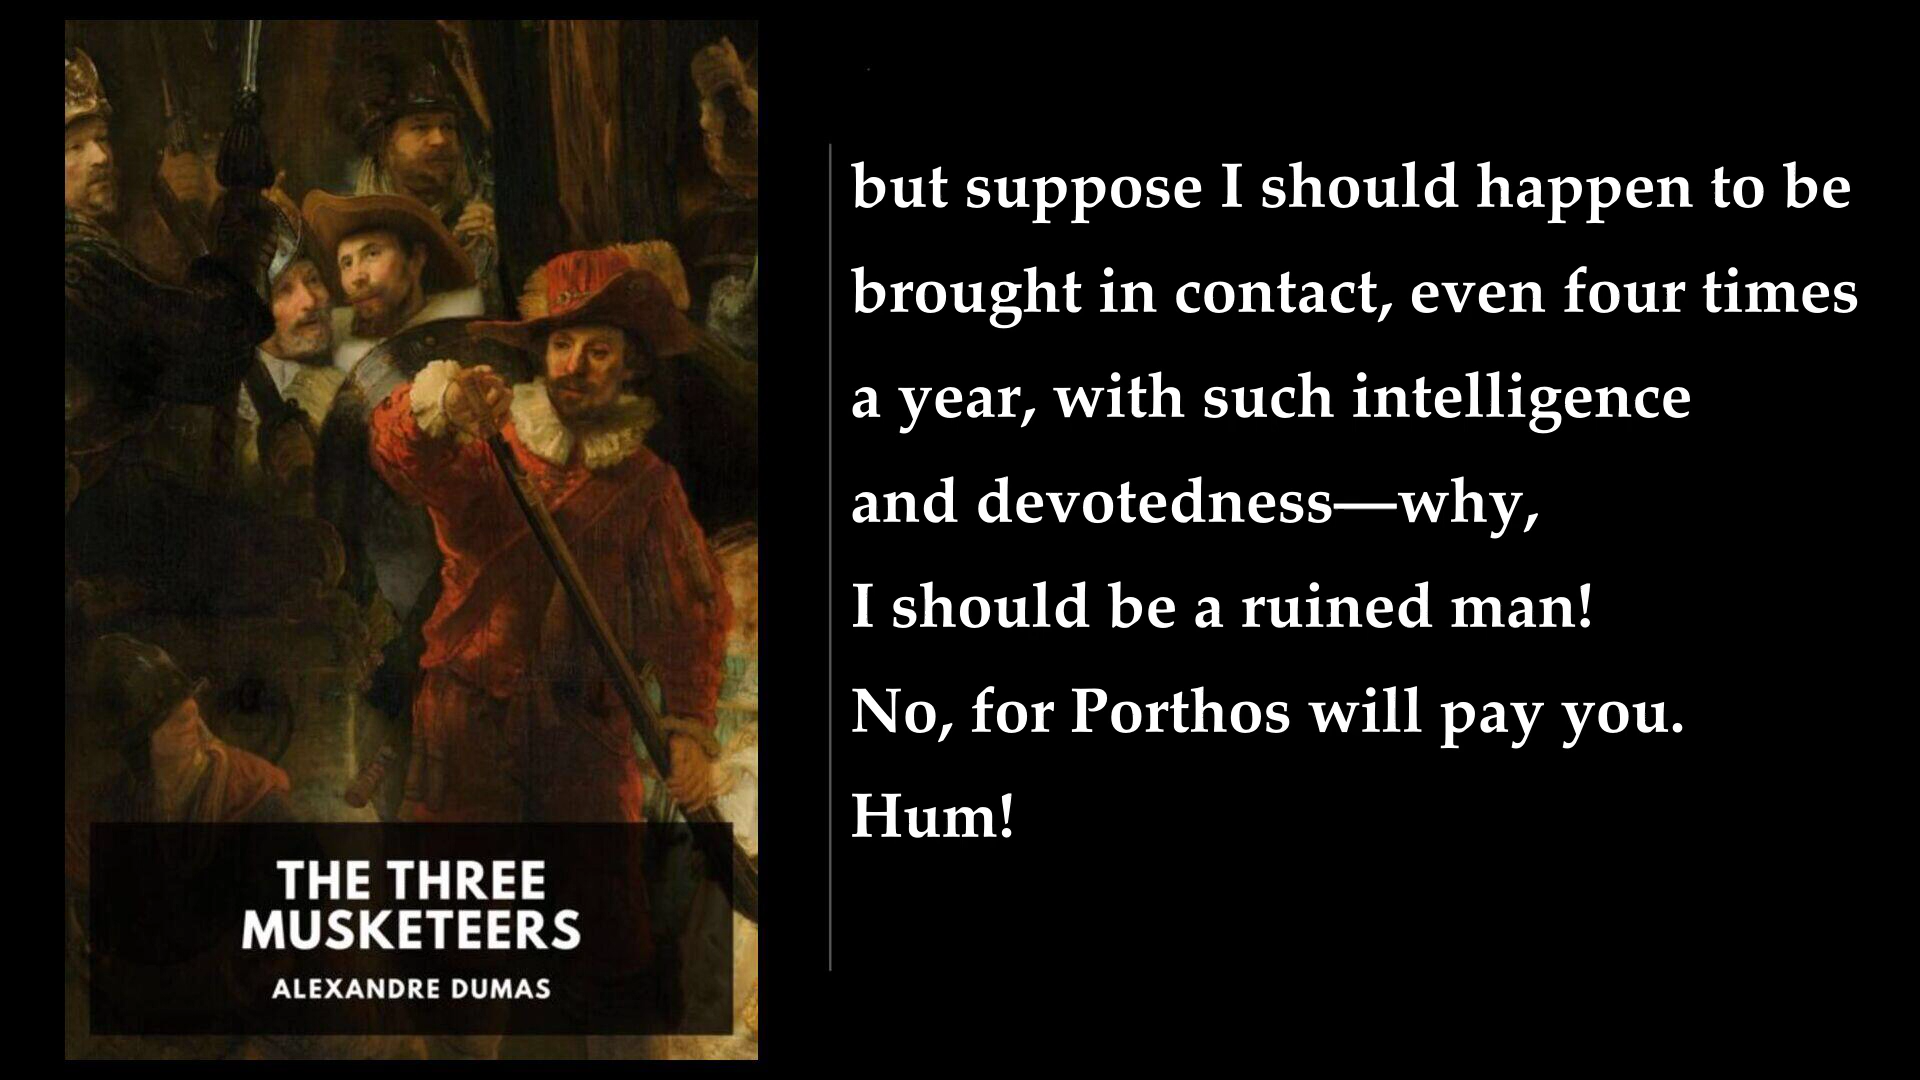 THE THREE
MUSKETEERS
ALEXANDRE DUMAS
but suppose I should happen to be
brought in contact, even four times
a year, with such intelligence
and devotedness—why,
I should be a ruined man!
No, for Porthos will pay you.
Hum!